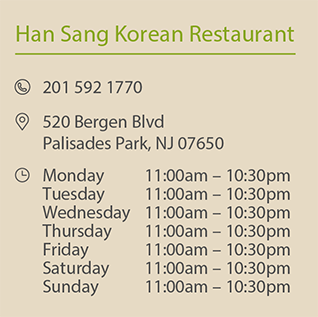 Han Sang Korean Restaurant
201 592 1770
520 Bergen Blvd
Palisades Park, NJ 07650
Monday 11:00am – 10:30pm
Tuesday 11:00am – 10:30pm
Wednesday 11:00am – 10:30pm
Thursday 11:00am – 10:30pm
Friday 11:00am – 10:30pm
Saturday 11:00am – 10:30pm
Sunday 11:00am – 10:30pm